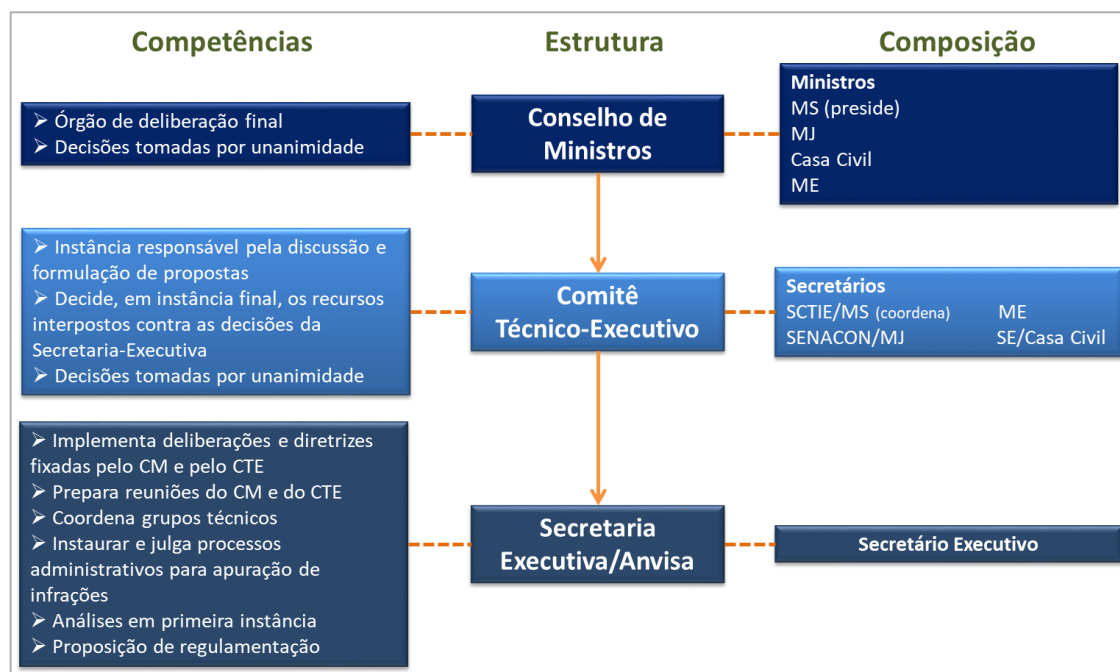 Competências
Estrutura
Composição
➢ Órgão de deliberação final
➢ Decisões tomadas por unanimidade
Conselho de
Ministros
Ministros
MS (preside)
MJ
Casa Civil
ME
➢ Instância responsável pela discussão e
formulação de propostas
➢ Decide, em instância final, os recursos
interpostos contra as decisões da
Secretaria-Executiva
➢ Decisões tomadas por unanimidade
Comitê
Técnico-Executivo
Secretários
SCTIE/MS (coordena) ME
SENACON/MJ SE/Casa Civil
➢ Implementa deliberações e diretrizes
fixadas pelo CM e pelo CTE
➢ Prepara reuniões do CM e do CTE
➢ Coordena grupos técnicos
➢ Instaurar e julga processos
administrativos para apuração de
infrações
➢ Análises em primeira instância
➢ Proposição de regulamentação
Secretaria
Executiva/Anvisa
Secretário Executivo